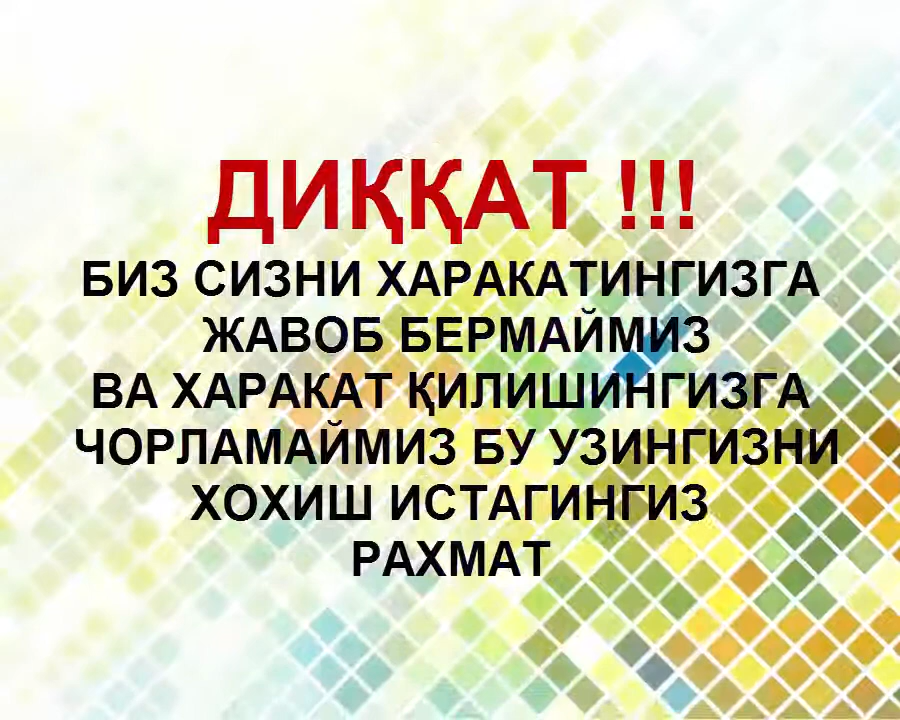 ДИҚҚАТ !!!
БИЗ СИЗНИ ХАРАКАТИНГИЗГА
ЖАВОБ БЕРМАЙМИЗ
ВА ХАРАКАТ ҚИЛИШИНГИЗГА
ЧОРЛАМАЙМИЗ БУ УЗИНГИЗНИ
ХОХИШ ИСТАГИНГИЗ
РАХМАТ